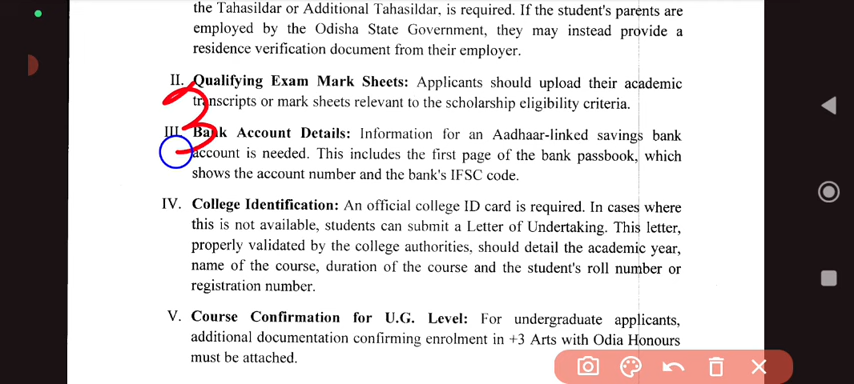 the Tahasildar or Additional Tahasildar, is required. If the student's parents are
employed by the Odisha State Government, they may instead provide a
residence verification document from their employer.
II. Qualifying Exam Mark Sheets: Applicants should upload their academic
transcripts or mark sheets relevant to the scholarship eligibility criteria.
3
III. Bank Account Details: Information for an Aadhaar-linked savings bank
account is needed. This includes the first page of the bank passbook, which
shows the account number and the bank's IFSC code.
IV. College Identification: An official college ID card is required. In cases where
this is not available, students can submit a Letter of Undertaking. This letter,
properly validated by the college authorities, should detail the academic year,
name of the course, duration of the course and the student's roll number or
registration number.
V. Course Confirmation for U.G. Level: For undergraduate applicants,
additional documentation confirming enrolment in +3 Arts with Odia Honours
must be attached.